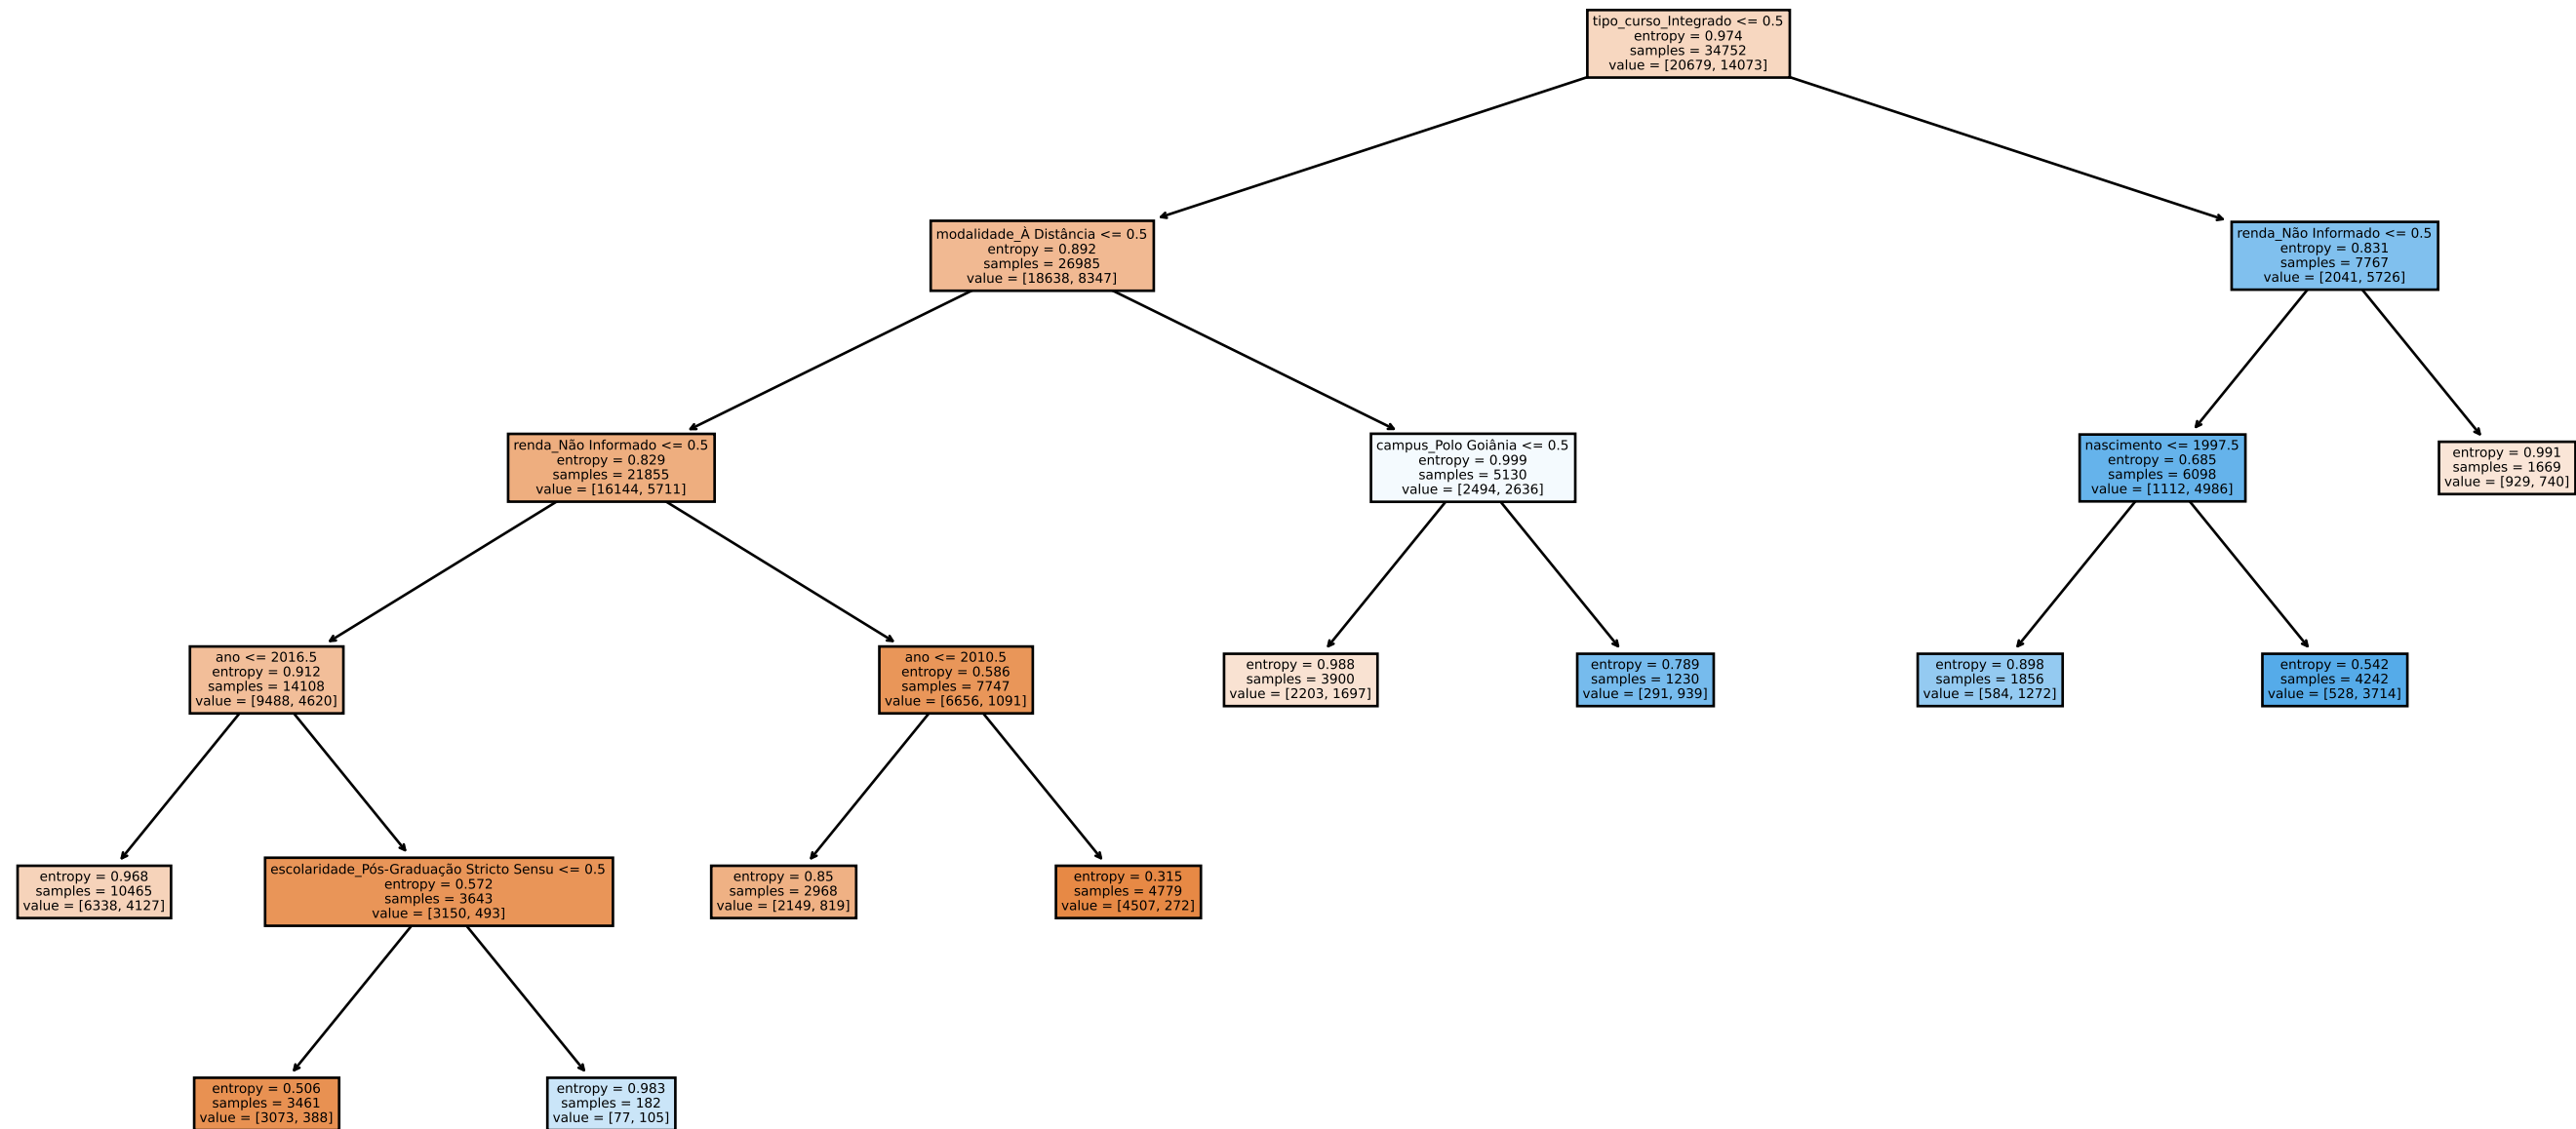 tipo_curso_Integrado <= 0.5
entropy = 0.974
samples = 34752
value = [20679, 14073]
modalidade_À Distância <= 0.5
entropy = 0.892
samples = 26985
value = [18638, 8347]
renda_Não Informado <= 0.5
entropy = 0.831
samples = 7767
value = [2041, 5726]
renda_Não Informado <= 0.5
entropy = 0.829
samples = 21855
value = [16144, 5711]
campus_Polo Goiânia <= 0.5
entropy = 0.999
samples = 5130
value = [2494, 2636]
nascimento <= 1997.5
entropy = 0.685
samples = 6098
value = [1112, 4986]
entropy = 0.991
samples = 1669
value = [929, 740]
ano <= 2016.5
entropy = 0.912
samples = 14108
value = [9488, 4620]
ano <= 2010.5
entropy = 0.586
samples = 7747
value = [6656, 1091]
entropy = 0.988
samples = 3900
value = [2203, 1697]
entropy = 0.789
samples = 1230
value = [291, 939]
entropy = 0.898
samples = 1856
value = [584, 1272]
entropy = 0.542
samples = 4242
value = [528, 3714]
entropy = 0.968
samples = 10465
value = [6338, 4127]
escolaridade_Pós-Graduação Stricto Sensu <= 0.5
entropy = 0.572
samples = 3643
value = [3150, 493]
entropy = 0.85
samples = 2968
value = [2149, 819]
entropy = 0.315
samples = 4779
value = [4507, 272]
entropy = 0.506
samples = 3461
value = [3073, 388]
entropy = 0.983
samples = 182
value = [77, 105]